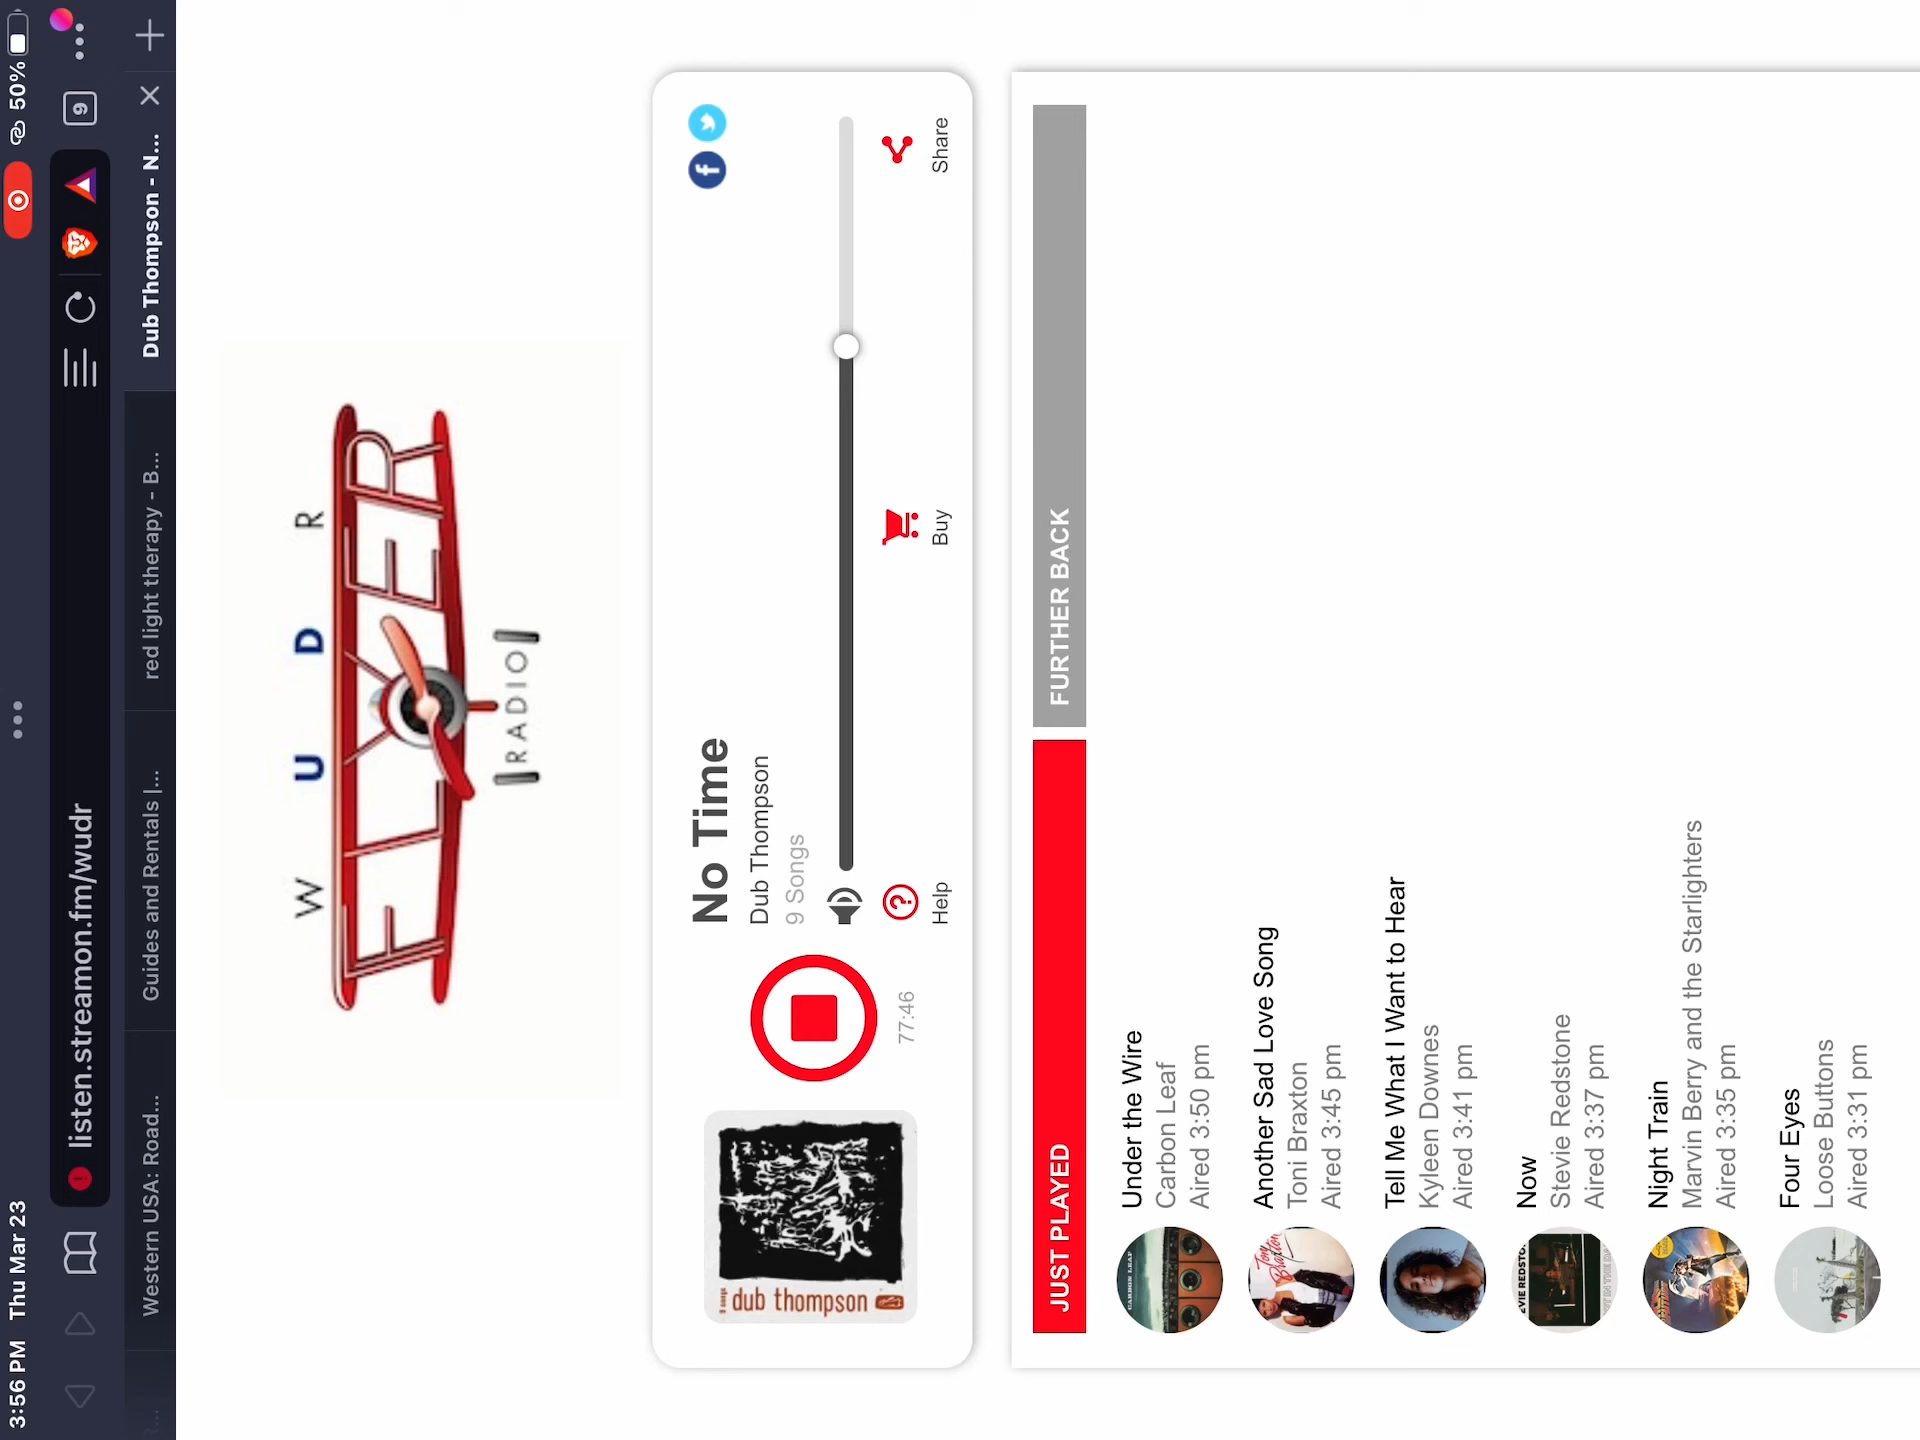 3:56 PM Thu Mar 23
50%
listen.streamon.fm/wudr
9
Western USA: Road...
Guides and Rentals |...
red light therapy - B...
Dub Thompson - N...
W U D R
FLYER
RADIO
dub thompson
77:46
No Time
Dub Thompson
9 Songs
Help
Buy
Share
JUST PLAYED
FURTHER BACK
Under the Wire
Carbon Leaf
Aired 3:50 pm
Another Sad Love Song
Toni Braxton
Aired 3:45 pm
Tell Me What I Want to Hear
Kyleen Downes
Aired 3:41 pm
Now
Stevie Redstone
Aired 3:37 pm
Night Train
Marvin Berry and the Starlighters
Aired 3:35 pm
Four Eyes
Loose Buttons
Aired 3:31 pm